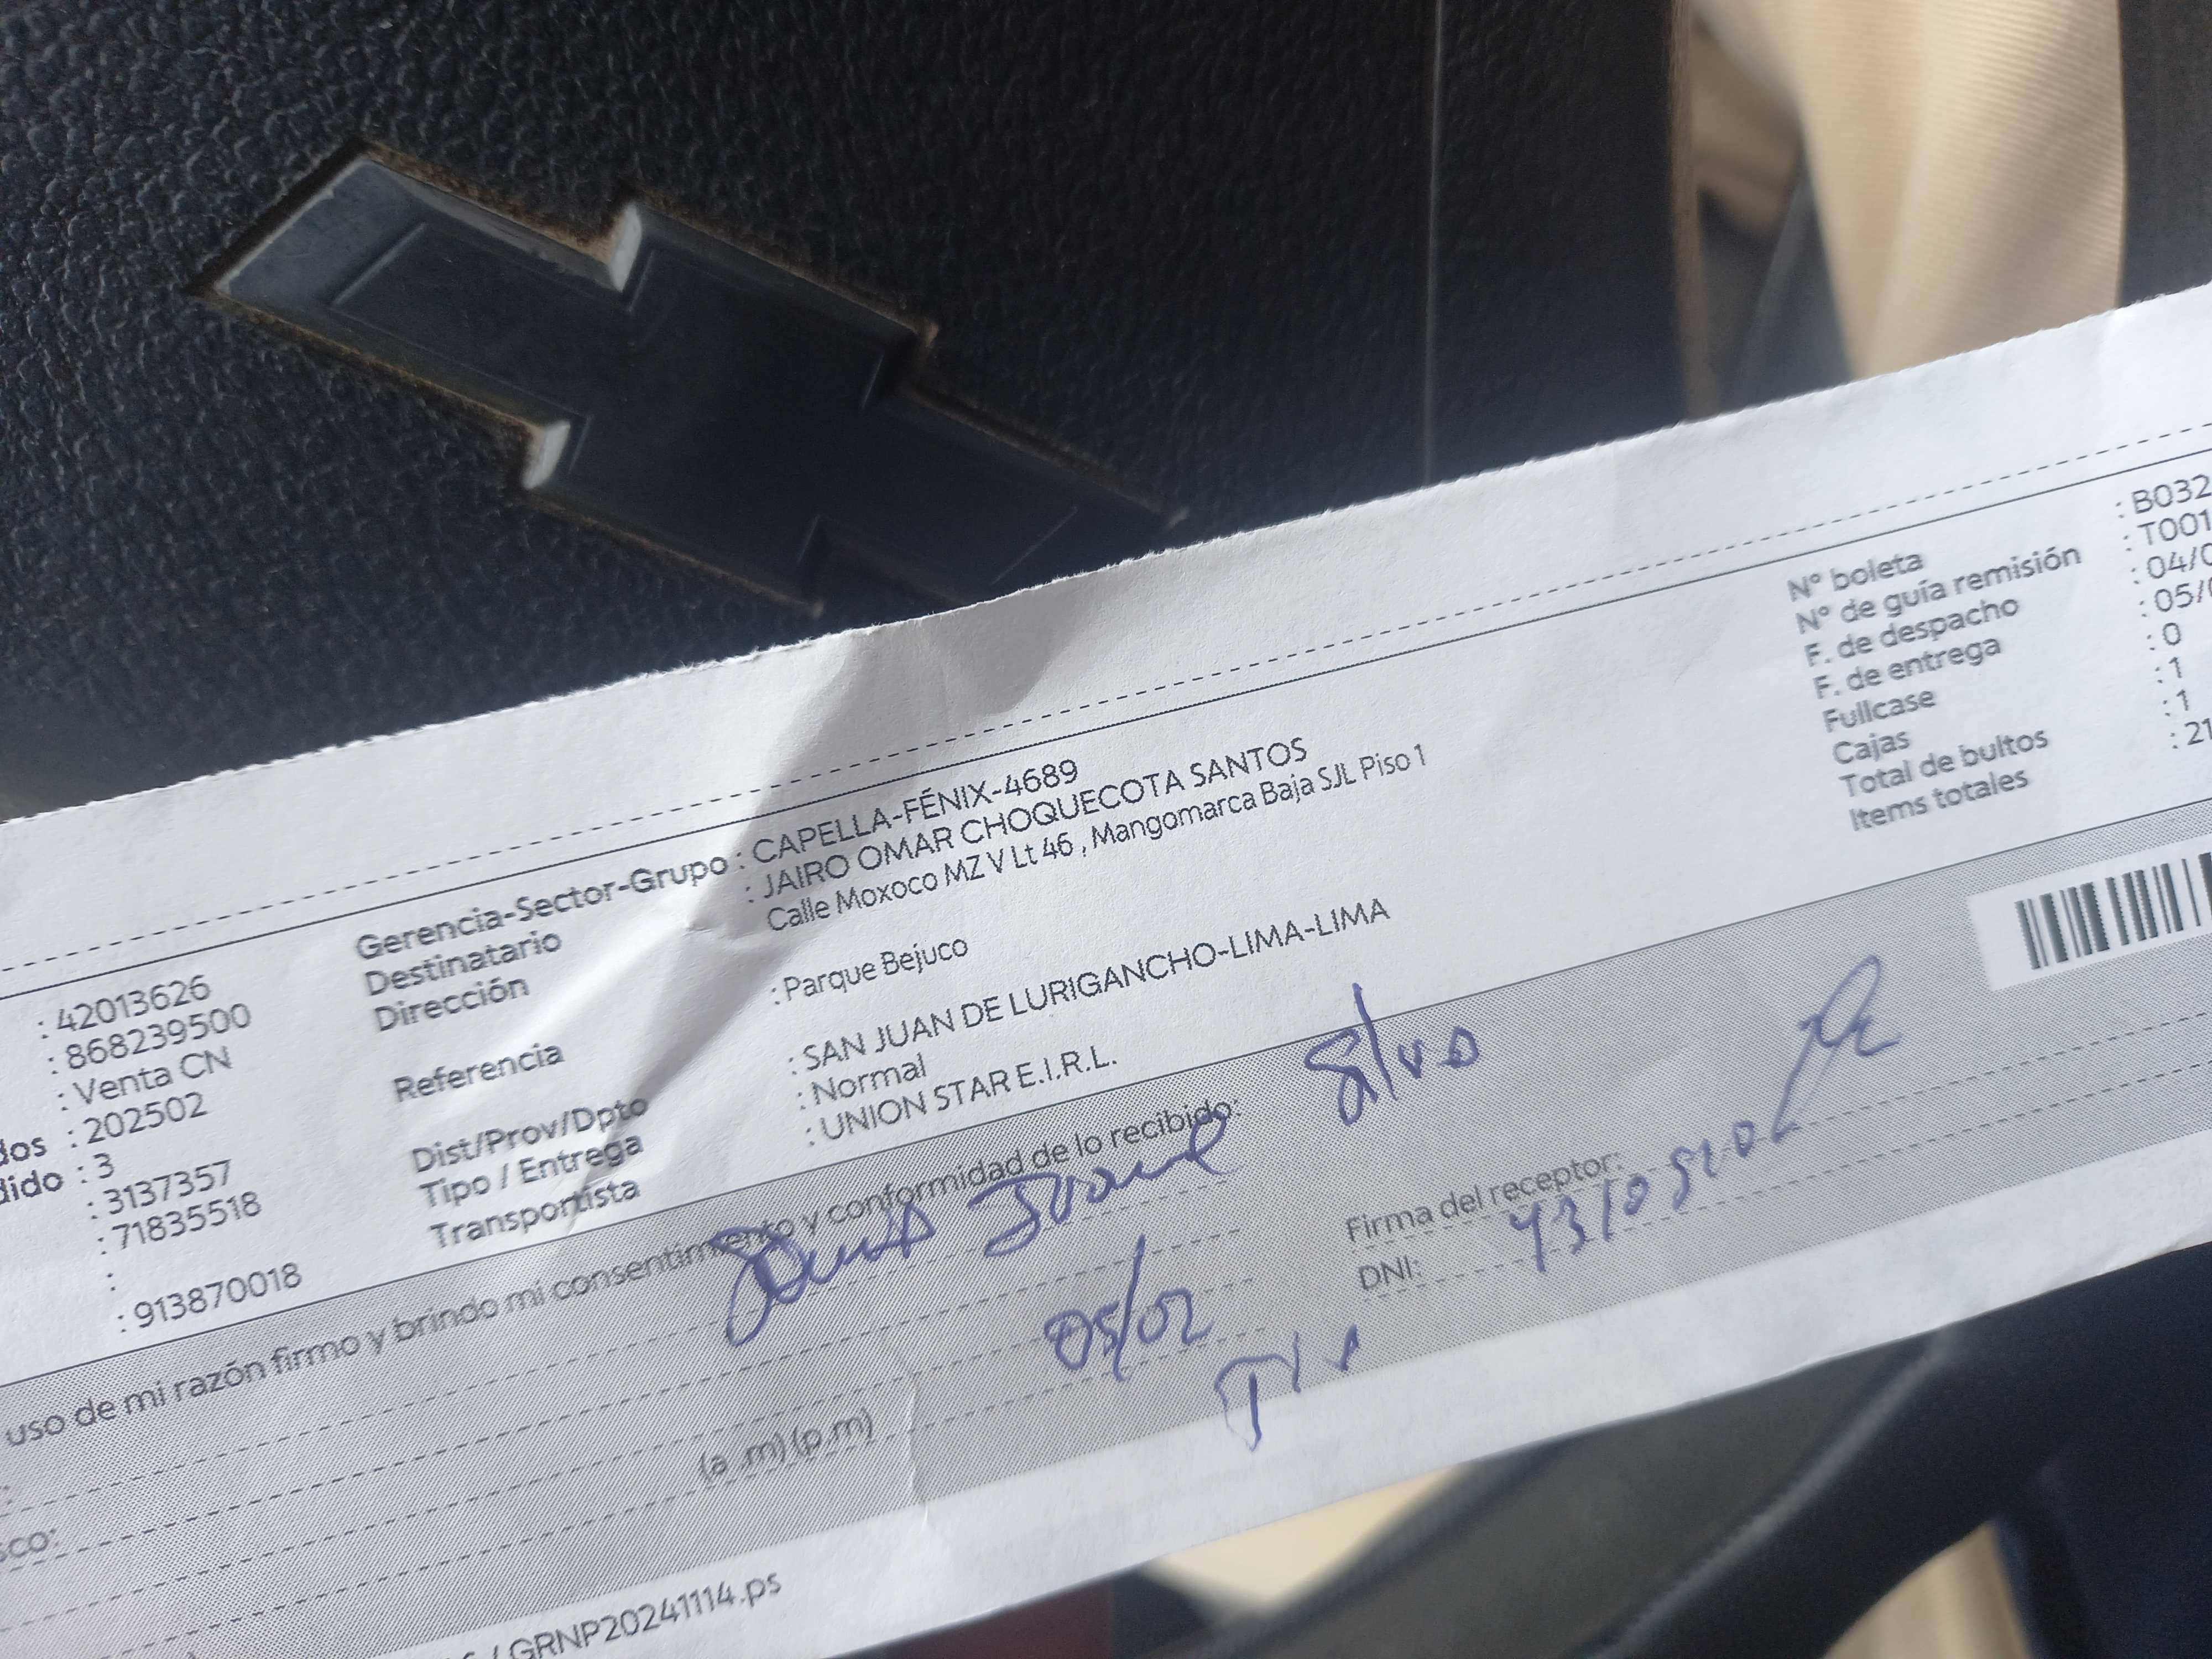 : 42013626
: 868239500
: Venta CN
dos : 202502
dido : 3
: 3137357
: 71835518
:
: 913870018
Gerencia-Sector-Grupo : CAPELLA-FÉNIX-4689
Destinatario : JAIRO OMAR CHOQUECOTA SANTOS
Dirección Calle Moxoco MZ V Lt 46 , Mangomarca Baja SJL Piso 1
Referencia : Parque Bejuco
Dist/Prov/Dpto : SAN JUAN DE LURIGANCHO-LIMA-LIMA
Tipo / Entrega : Normal
Transportista : UNION STAR E.I.R.L.
N° boleta : B032
N° de guía remisión : T001
F. de despacho : 04/0
F. de entrega : 05/0
Fullcase : 0
Cajas : 1
Total de bultos : 1
Items totales : 21
uso de mi razón firmo y brindo mi consentimiento y conformidad de lo recibido:
Firma del receptor:
05/02
DNI:
(a .m) (p.m)
sco:
/ GRNP20241114.ps